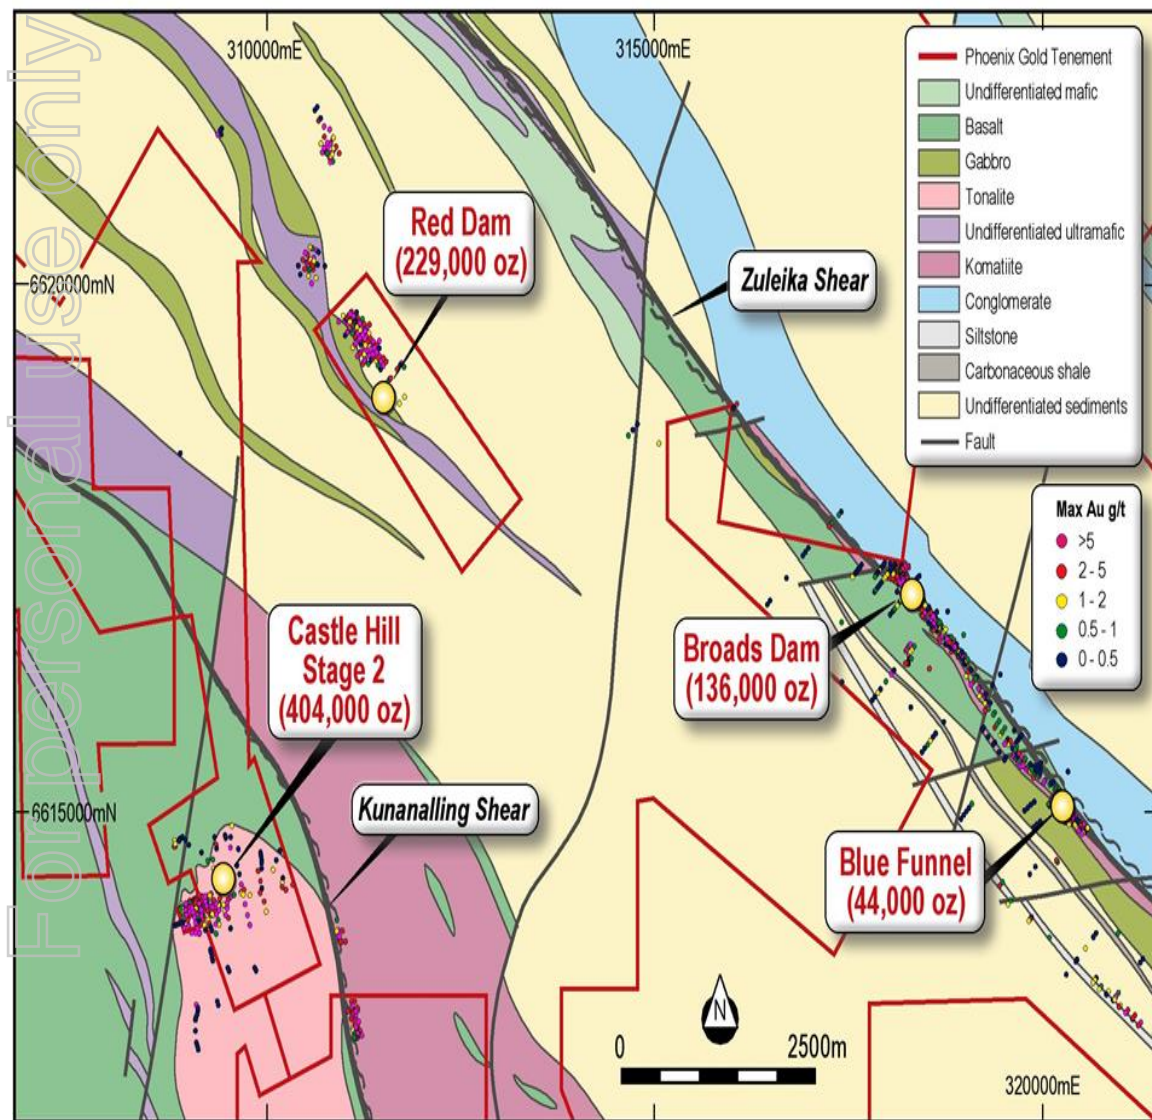 For personal use only
310000mE
315000mE
6620000mN
6615000mN
320000mE
Red Dam
(229,000 oz)
Zuleika Shear
Castle Hill
Stage 2
(404,000 oz)
Kunanalling Shear
Broads Dam
(136,000 oz)
Blue Funnel
(44,000 oz)
Phoenix Gold Tenement
Undifferentiated mafic
Basalt
Gabbro
Tonalite
Undifferentiated ultramafic
Komatiite
Conglomerate
Siltstone
Carbonaceous shale
Undifferentiated sediments
Fault
Max Au g/t
>5
2 - 5
1 - 2
0.5 - 1
0 - 0.5
N
0 2500m